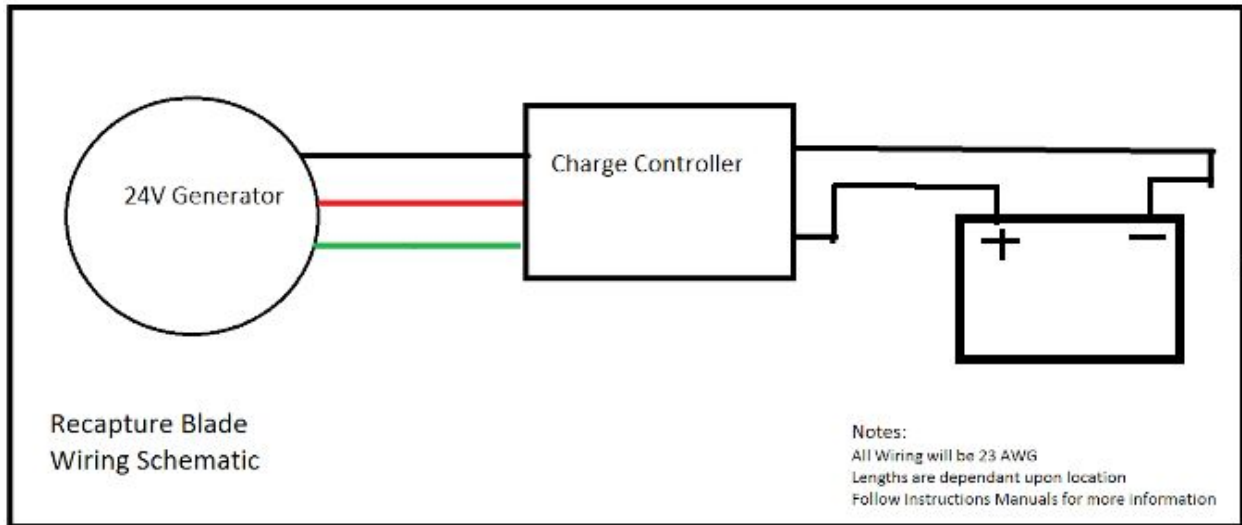 24V Generator
Charge Controller
+ −
Recapture Blade
Wiring Schematic
Notes:
All Wiring will be 23 AWG
Lengths are dependant upon location
Follow Instructions Manuals for more information